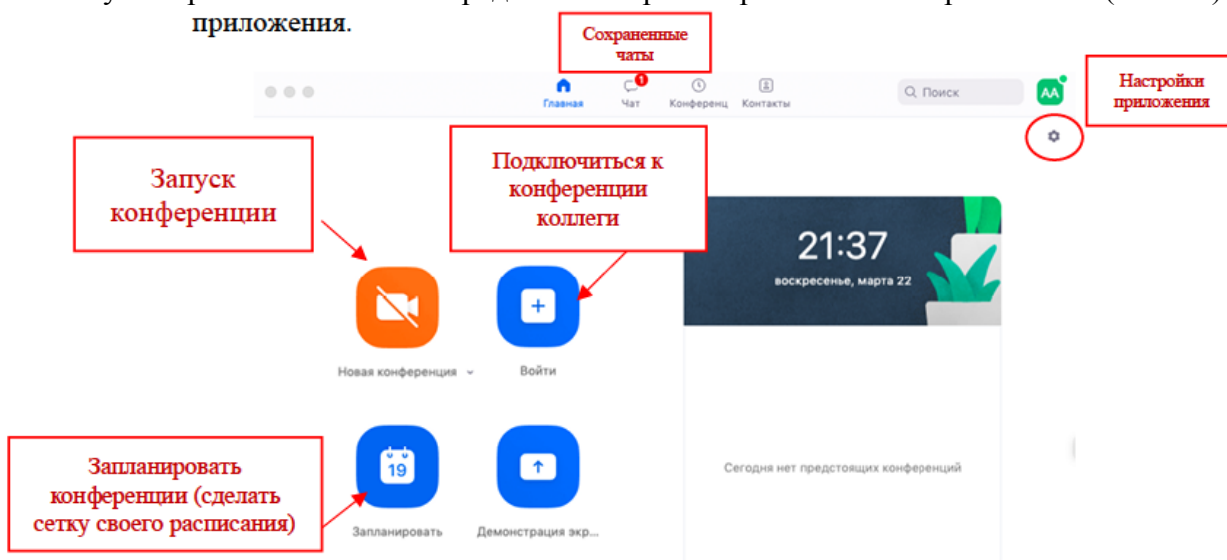 приложения.
Сохраненные
чаты
Настройки
приложения
Главная
Чат
1
Конференц
Контакты
Поиск
AA
Запуск
конференции
Подключиться к
конференции
коллеги
21:37
воскресенье, марта 22
Новая конференция
Войти
Запланировать
конференции (сделать
сетку своего расписания)
19
Сегодня нет предстоящих конференций
Запланировать
Демонстрация экр...